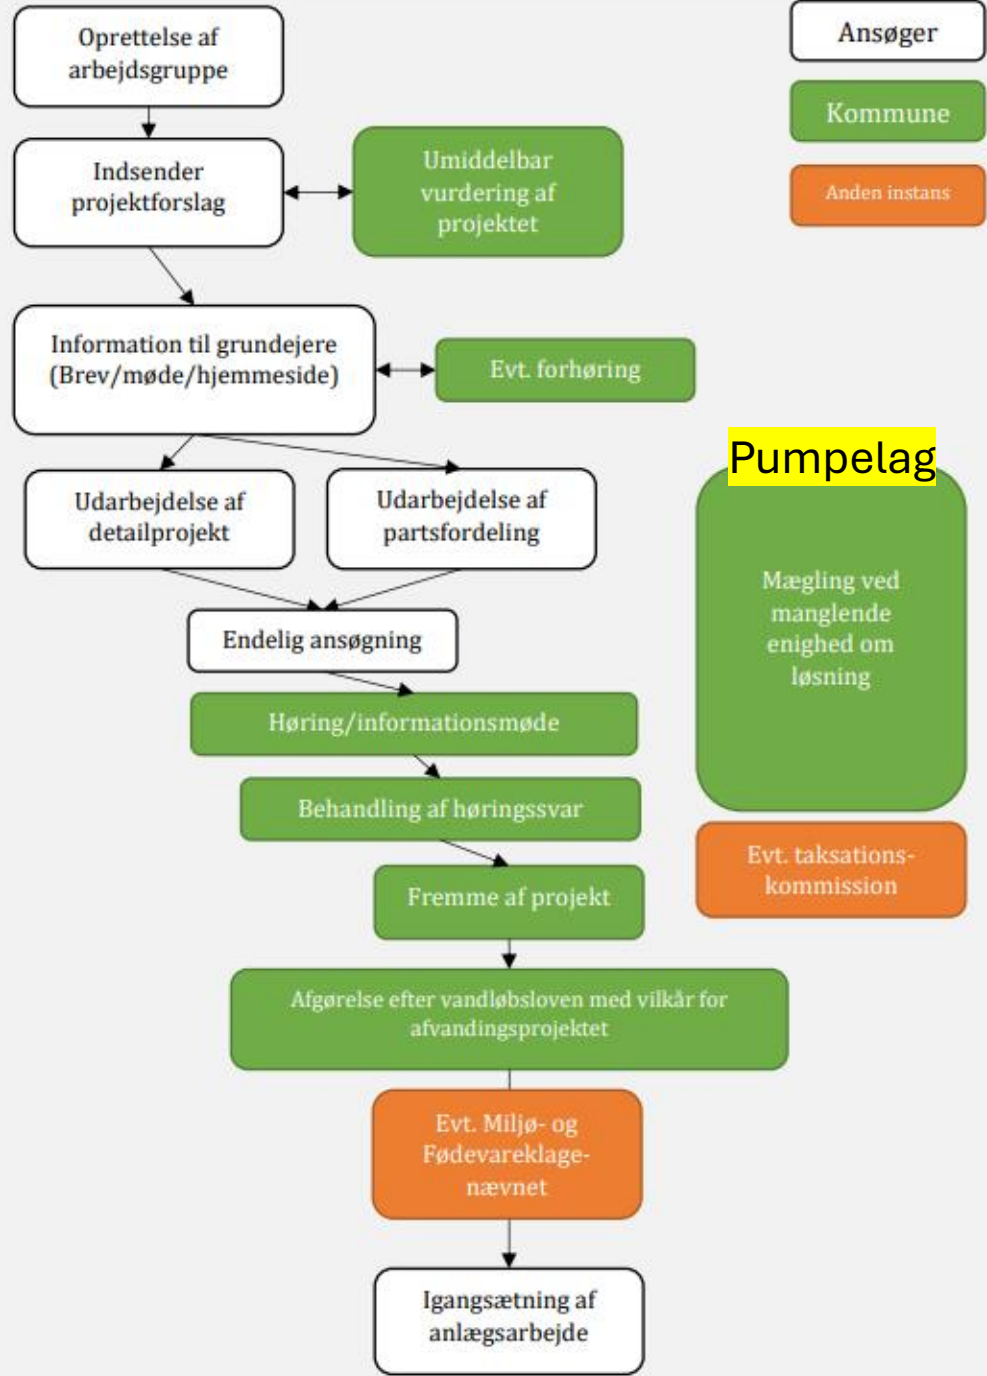 Oprettelse af
arbejdsgruppe
Ansøger
Kommune
Anden instans
Indsender
projektforslag
Umiddelbar
vurdering af
projektet
Information til grundejere
(Brev/møde/hjemmeside)
Evt. forhøring
Udarbejdelse af
detailprojekt
Udarbejdelse af
partsfordeling
Pumpelag
Mægling ved
manglende
enighed om
løsning
Endelig ansøgning
Høring/informationsmøde
Behandling af høringssvar
Evt. taksations-
kommission
Fremme af projekt
Afgørelse efter vandløbsloven med vilkår for
afvandingsprojektet
Evt. Miljø- og
Fødevareklage-
nævnet
Igangsætning af
anlægsarbejde